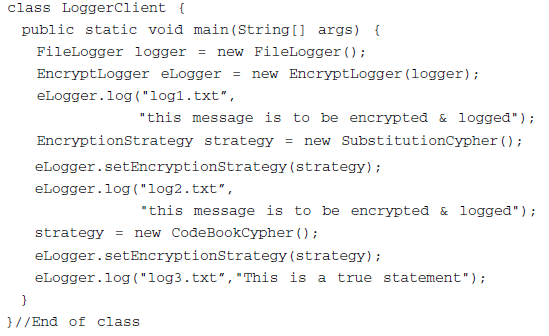 class LoggerClient {
public static void main(String[] args) {
FileLogger logger = new FileLogger();
EncryptLogger eLogger = new EncryptLogger(logger);
eLogger.log("log1.txt",
"this message is to be encrypted & logged");
EncryptionStrategy strategy = new SubstitutionCypher();
eLogger.setEncryptionStrategy(strategy);
eLogger.log("log2.txt",
"this message is to be encrypted & logged");
strategy = new CodeBookCypher();
eLogger.setEncryptionStrategy(strategy);
eLogger.log("log3.txt","This is a true statement");
}
}//End of class